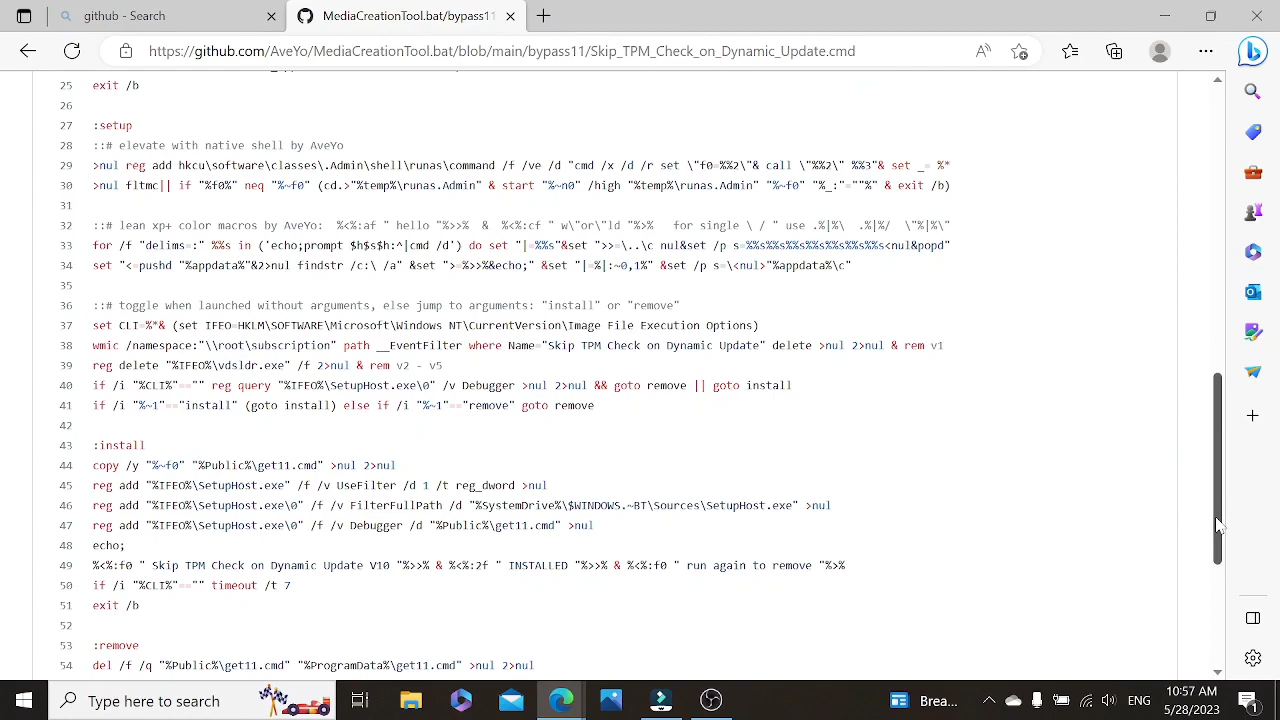 github - Search
MediaCreationTool.bat/bypass11
https://github.com/AveYo/MediaCreationTool.bat/blob/main/bypass11/Skip_TPM_Check_on_Dynamic_Update.cmd
25 exit /b
26
27 :setup
28 ::# elevate with native shell by AveYo
29 >nul reg add hkcu\software\classes\.Admin\shell\runas\command /f /ve /d "cmd /x /d /r set \"f0=%%2\"& call \"%%2\" %%3"& set _= %*
30 >nul fltmc|| if "%f0%" neq "%~f0" (cd.>"%temp%\runas.Admin" & start "%~n0" /high "%temp%\runas.Admin" "%~f0" "%_:"=""%" & exit /b)
31
32 ::# lean xp+ color macros by AveYo:  %<%:af " hello "%>>%  &  %<%:cf " w\"or\"ld "%>%   for single \ / " use .%|%\  .%|%/  \"%|%\"
33 for /f "delims=:" %%s in ('echo;prompt $h$s$h:^|cmd /d') do set "|=%%s"&set ">>=\..\c nul&set /p s=%%s%%s%%s%%s%%s%%s%%s<nul&popd"
34 set "<=pushd "%appdata%"&2>nul findstr /c:\ /a" &set ">=%>>%&echo;" &set "|=%|:~0,1%" &set /p s=\<nul>"%appdata%\c"
35
36 ::# toggle when launched without arguments, else jump to arguments: "install" or "remove"
37 set CLI=%*& (set IFEO=HKLM\SOFTWARE\Microsoft\Windows NT\CurrentVersion\Image File Execution Options)
38 wmic /namespace:"\\root\subscription" path __EventFilter where Name="Skip TPM Check on Dynamic Update" delete >nul 2>nul & rem v1
39 reg delete "%IFEO%\vdsldr.exe" /f 2>nul & rem v2 - v5
40 if /i "%CLI%"=="" reg query "%IFEO%\SetupHost.exe\0" /v Debugger >nul 2>nul && goto remove || goto install
41 if /i "%~1"=="install" (goto install) else if /i "%~1"=="remove" goto remove
42
43 :install
44 copy /y "%~f0" "%Public%\get11.cmd" >nul 2>nul
45 reg add "%IFEO%\SetupHost.exe" /f /v UseFilter /d 1 /t reg_dword >nul
46 reg add "%IFEO%\SetupHost.exe\0" /f /v FilterFullPath /d "%SystemDrive%\$WINDOWS.~BT\Sources\SetupHost.exe" >nul
47 reg add "%IFEO%\SetupHost.exe\0" /f /v Debugger /d "%Public%\get11.cmd" >nul
48 echo;
49 %<%:f0 " Skip TPM Check on Dynamic Update V10 "%>>% & %<%:2f " INSTALLED "%>>% & %<%:f0 " run again to remove "%>%
50 if /i "%CLI%"=="" timeout /t 7
51 exit /b
52
53 :remove
54 del /f /q "%Public%\get11.cmd" "%ProgramData%\get11.cmd" >nul 2>nul
Type here to search
Brea...
ENG
10:57 AM
5/28/2023
1